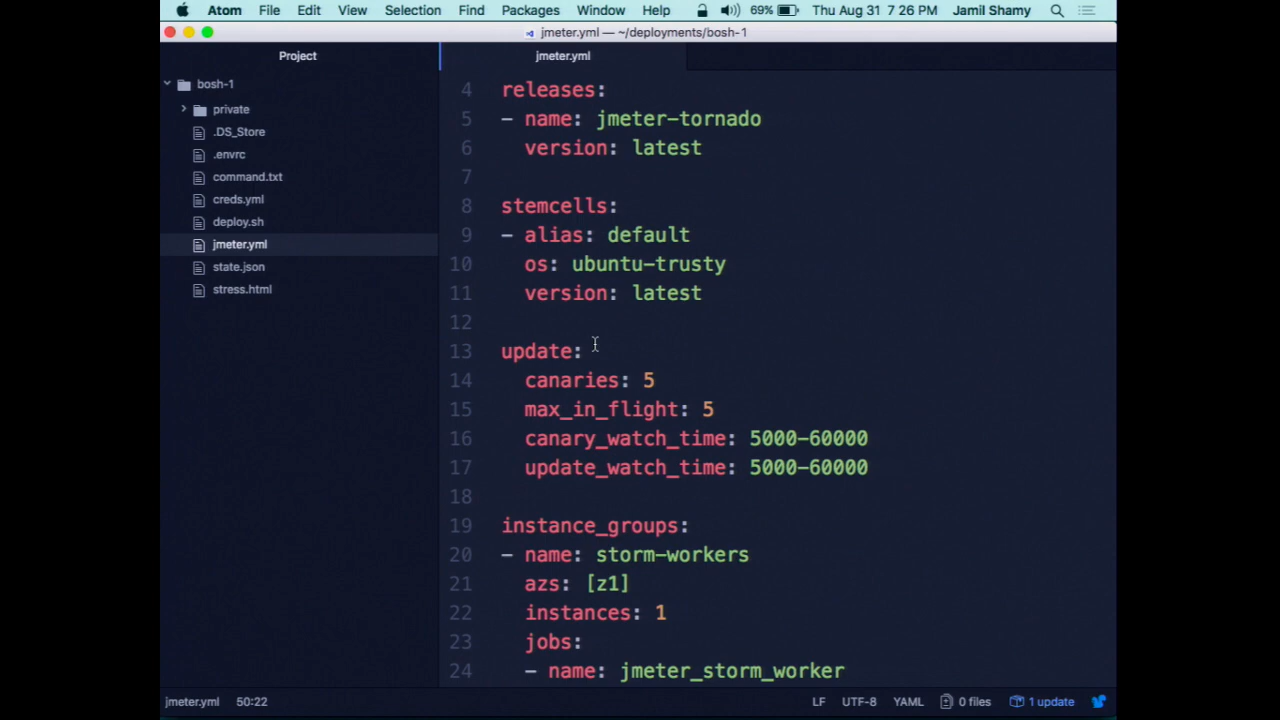 Atom File Edit View Selection Find Packages Window Help 69% Thu Aug 31 7:26 PM Jamil Shamy
jmeter.yml — ~/deployments/bosh-1
Project
jmeter.yml
bosh-1
private
.DS_Store
.envrc
command.txt
creds.yml
deploy.sh
jmeter.yml
state.json
stress.html
4 releases:
5 - name: jmeter-tornado
6 version: latest
7
8 stemcells:
9 - alias: default
10 os: ubuntu-trusty
11 version: latest
12
13 update:
14 canaries: 5
15 max_in_flight: 5
16 canary_watch_time: 5000-60000
17 update_watch_time: 5000-60000
18
19 instance_groups:
20 - name: storm-workers
21 azs: [z1]
22 instances: 1
23 jobs:
24 - name: jmeter_storm_worker
jmeter.yml 50:22 LF UTF-8 YAML 0 files 1 update